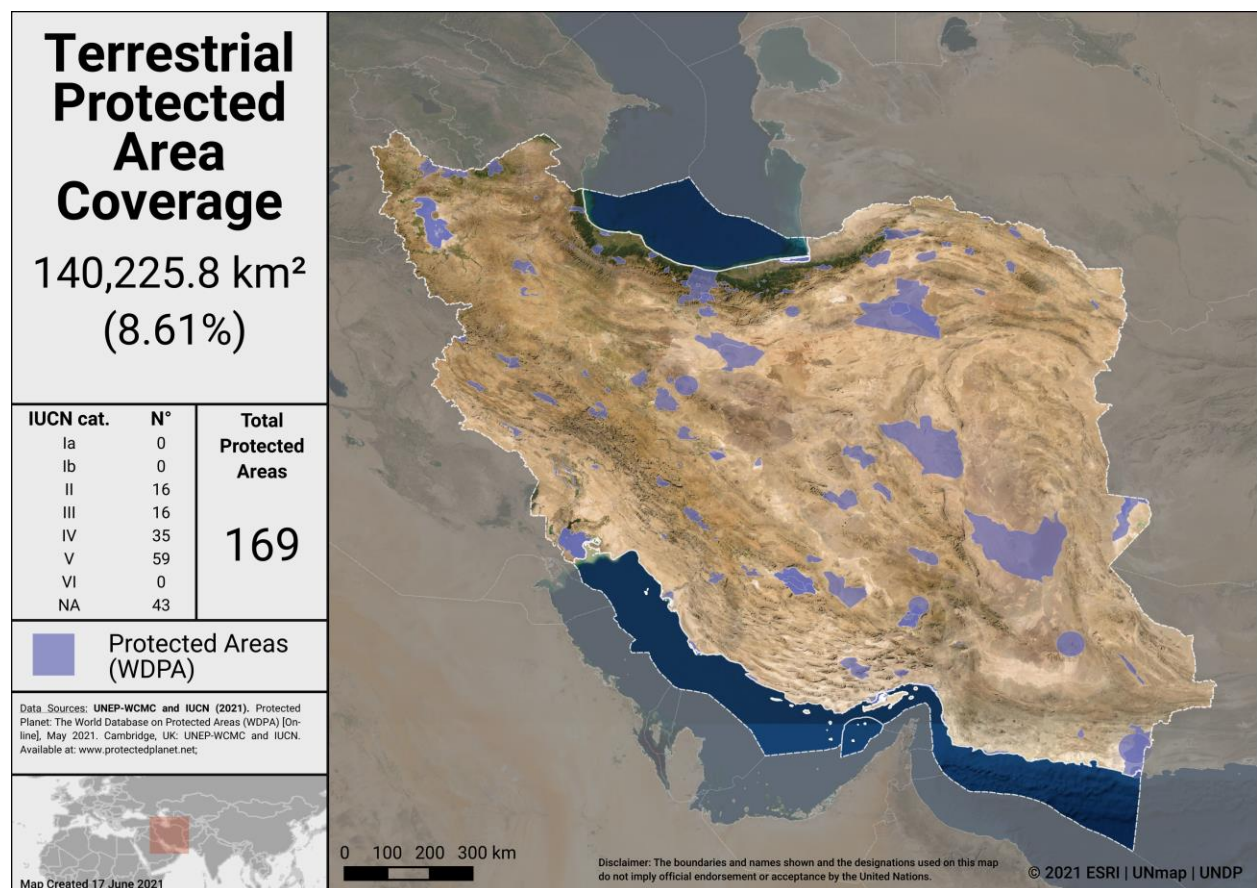 Terrestrial
Protected
Area
Coverage
140,225.8 km²
(8.61%)
IUCN cat. N°
Ia 0
Ib 0
II 16
III 16
IV 35
V 59
VI 0
NA 43
Total
Protected
Areas
169
Protected Areas
(WDPA)
Data Sources: UNEP-WCMC and IUCN (2021). Protected
Planet: The World Database on Protected Areas (WDPA) [On-
line], May 2021. Cambridge, UK: UNEP-WCMC and IUCN.
Available at: www.protectedplanet.net;
Map Created 17 June 2021
0 100 200 300 km
Disclaimer: The boundaries and names shown and the designations used on this map
do not imply official endorsement or acceptance by the United Nations.
© 2021 ESRI | UNmap | UNDP